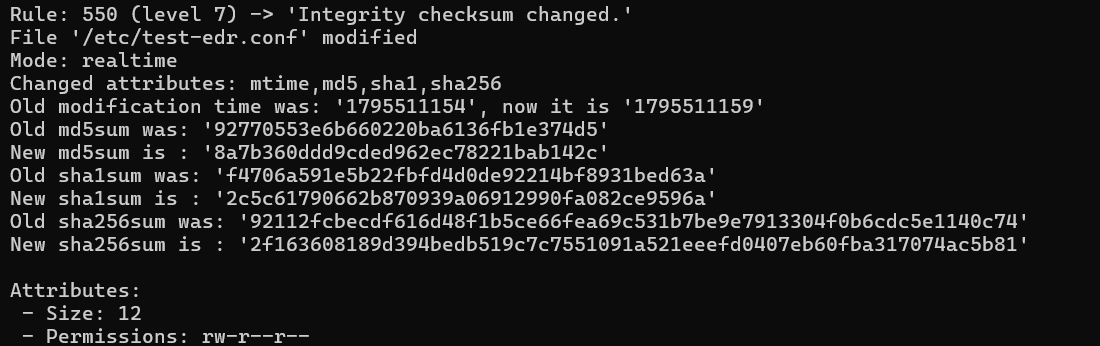 Rule: 550 (level 7) -> 'Integrity checksum changed.'
File '/etc/test-edr.conf' modified
Mode: realtime
Changed attributes: mtime,md5,sha1,sha256
Old modification time was: '1795511154', now it is '1795511159'
Old md5sum was: '92770553e6b660220ba6136fb1e374d5'
New md5sum is : '8a7b360ddd9cded962ec78221bab142c'
Old sha1sum was: 'f4706a591e5b22fbfd4d0de92214bf8931bed63a'
New sha1sum is : '2c5c61790662b870939a06912990fa082ce9596a'
Old sha256sum was: '92112fcbecdf616d48f1b5ce66fea69c531b7be9e7913304f0b6cdc5e1140c74'
New sha256sum is : '2f163608189d394bedb519c7c7551091a521eeefd0407eb60fba317074ac5b81'

Attributes:
 - Size: 12
 - Permissions: rw-r--r--